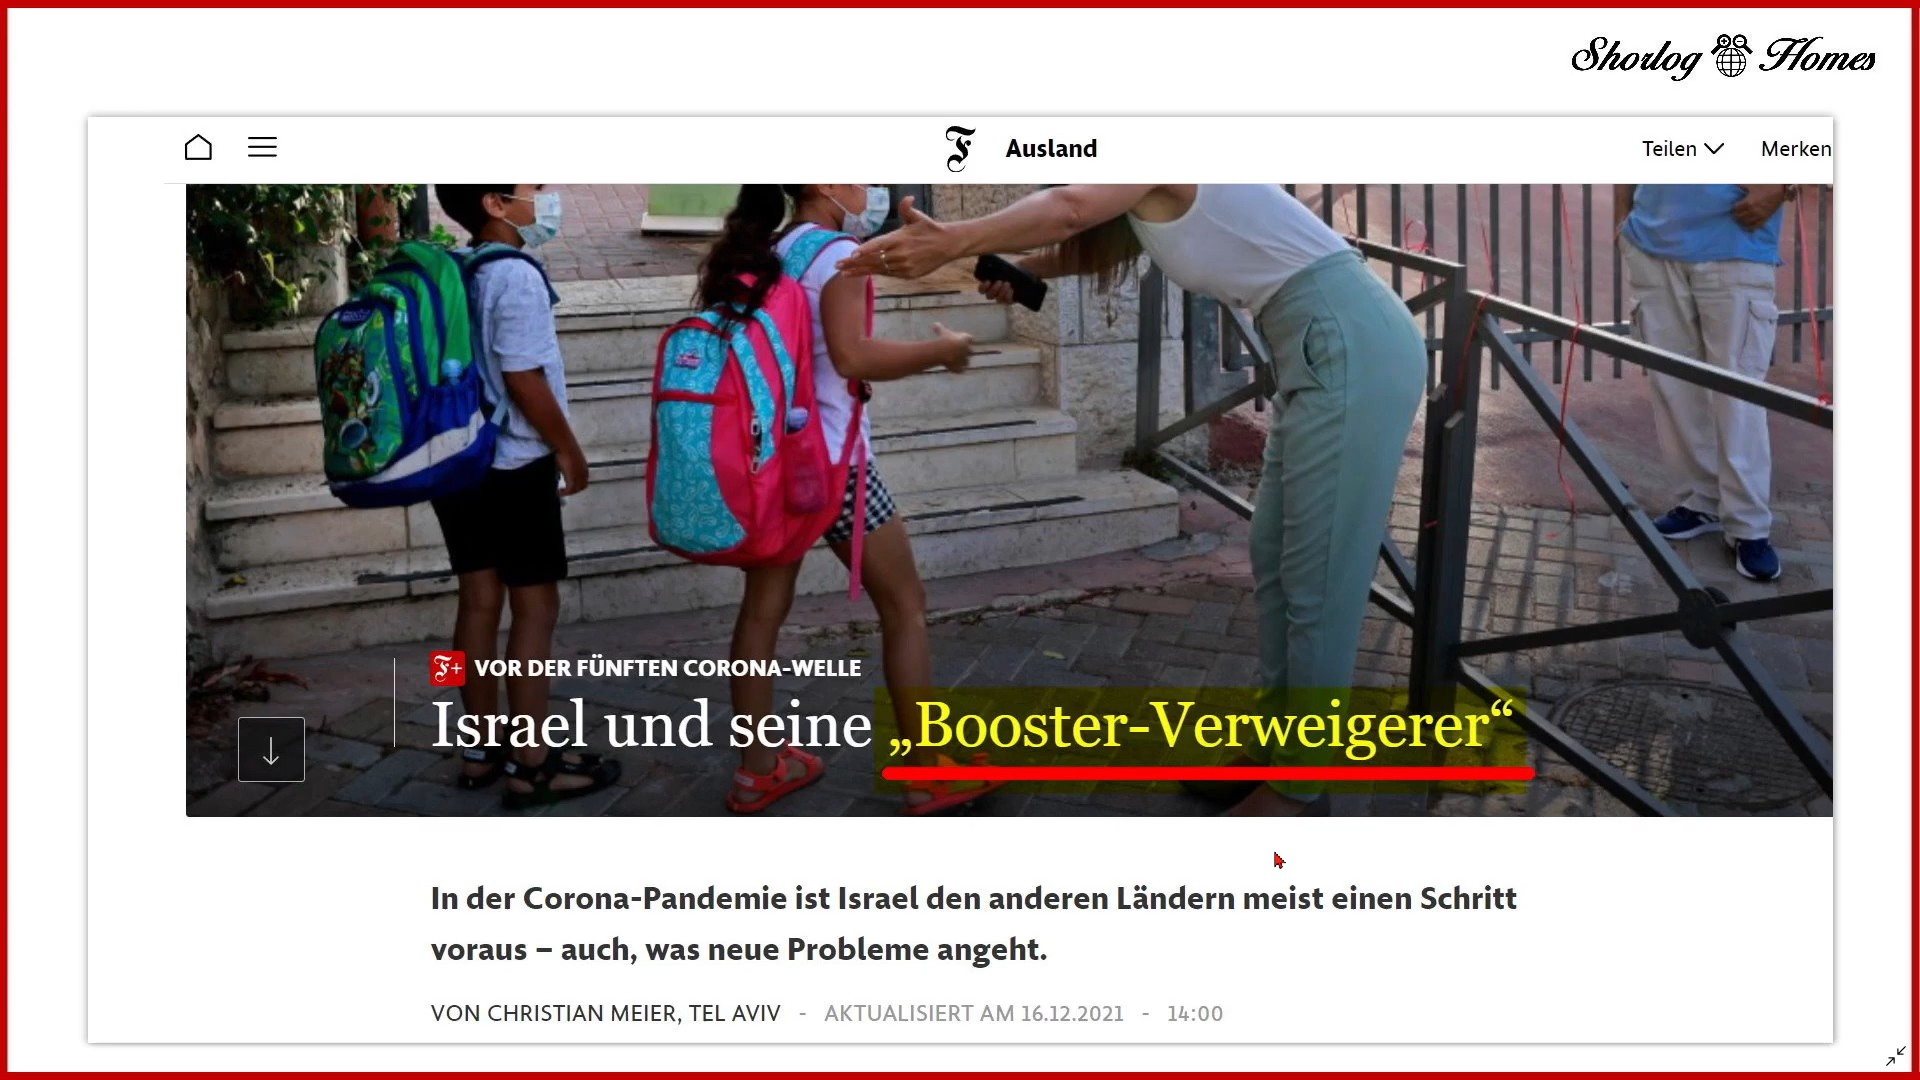 Shorlog Homes
Ausland
Teilen
Merken
F+ VOR DER FÜNFTEN CORONA-WELLE
Israel und seine „Booster-Verweigerer“
In der Corona-Pandemie ist Israel den anderen Ländern meist einen Schritt
voraus – auch, was neue Probleme angeht.
VON CHRISTIAN MEIER, TEL AVIV - AKTUALISIERT AM 16.12.2021 - 14:00